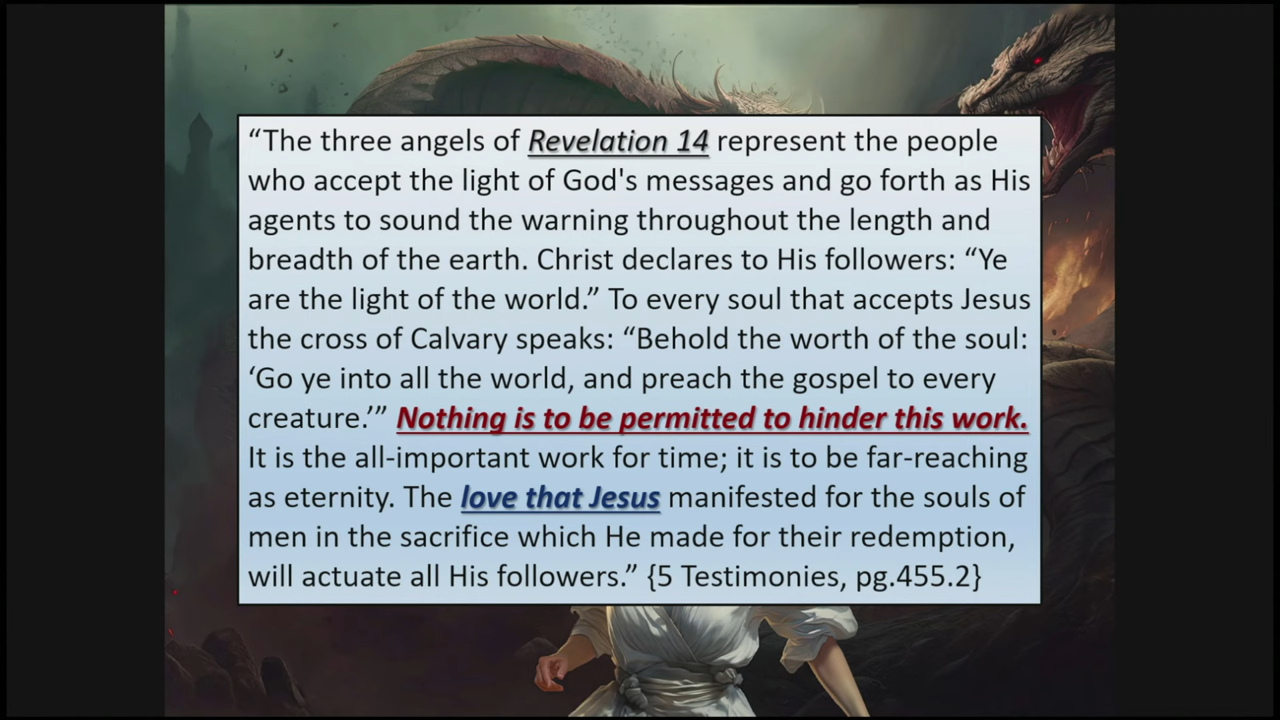 “The three angels of Revelation 14 represent the people
who accept the light of God's messages and go forth as His
agents to sound the warning throughout the length and
breadth of the earth. Christ declares to His followers: “Ye
are the light of the world.” To every soul that accepts Jesus
the cross of Calvary speaks: “Behold the worth of the soul:
‘Go ye into all the world, and preach the gospel to every
creature.’” Nothing is to be permitted to hinder this work.
It is the all-important work for time; it is to be far-reaching
as eternity. The love that Jesus manifested for the souls of
men in the sacrifice which He made for their redemption,
will actuate all His followers.” {5 Testimonies, pg.455.2}